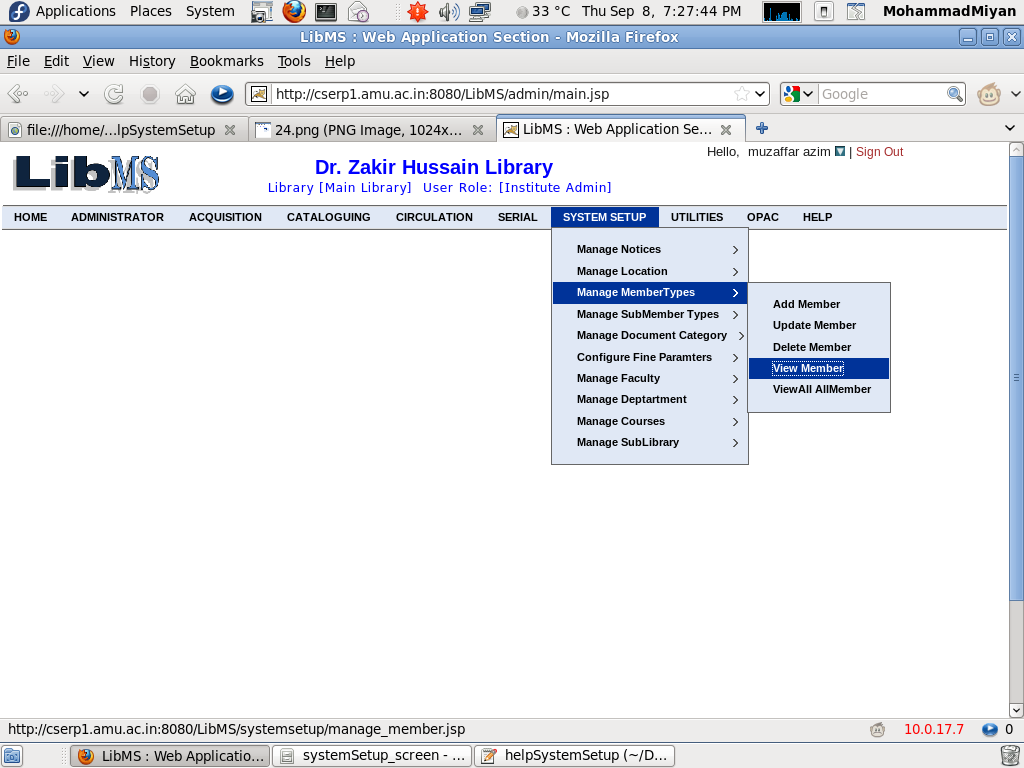 Applications Places System 33 °C Thu Sep 8, 7:27:44 PM MohammadMiyan
LibMS : Web Application Section - Mozilla Firefox
File Edit View History Bookmarks Tools Help
http://cserp1.amu.ac.in:8080/LibMS/admin/main.jsp Google
file:///home/...lpSystemSetup 24.png (PNG Image, 1024x... LibMS : Web Application Se...
Hello, muzaffar azim | Sign Out
LibMS
Dr. Zakir Hussain Library
Library [Main Library] User Role: [Institute Admin]
HOME ADMINISTRATOR ACQUISITION CATALOGUING CIRCULATION SERIAL SYSTEM SETUP UTILITIES OPAC HELP
Manage Notices
Manage Location
Manage MemberTypes
Manage SubMember Types
Manage Document Category
Configure Fine Paramters
Manage Faculty
Manage Deptartment
Manage Courses
Manage SubLibrary
Add Member
Update Member
Delete Member
View Member
ViewAll AllMember
http://cserp1.amu.ac.in:8080/LibMS/systemsetup/manage_member.jsp 10.0.17.7 0
LibMS : Web Applicatio... systemSetup_screen - ... helpSystemSetup (~/D...